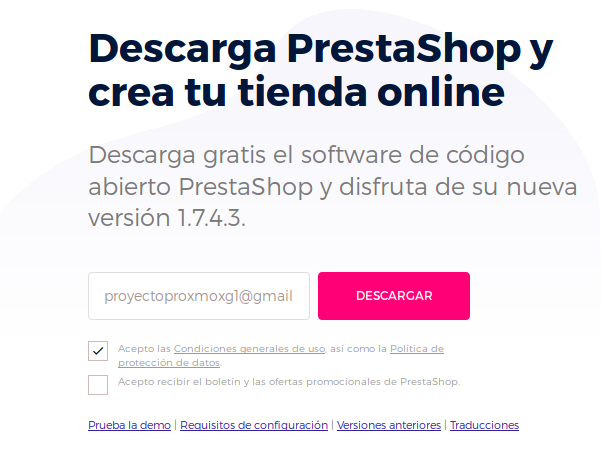 Descarga PrestaShop y
crea tu tienda online
Descarga gratis el software de código
abierto PrestaShop y disfruta de su nueva
versión 1.7.4.3.
proyectoproxmoxg1@gmail
DESCARGAR
Acepto las Condiciones generales de uso, así como la Política de
protección de datos.
Acepto recibir el boletín y las ofertas promocionales de PrestaShop.
Prueba la demo | Requisitos de configuración | Versiones anteriores | Traducciones